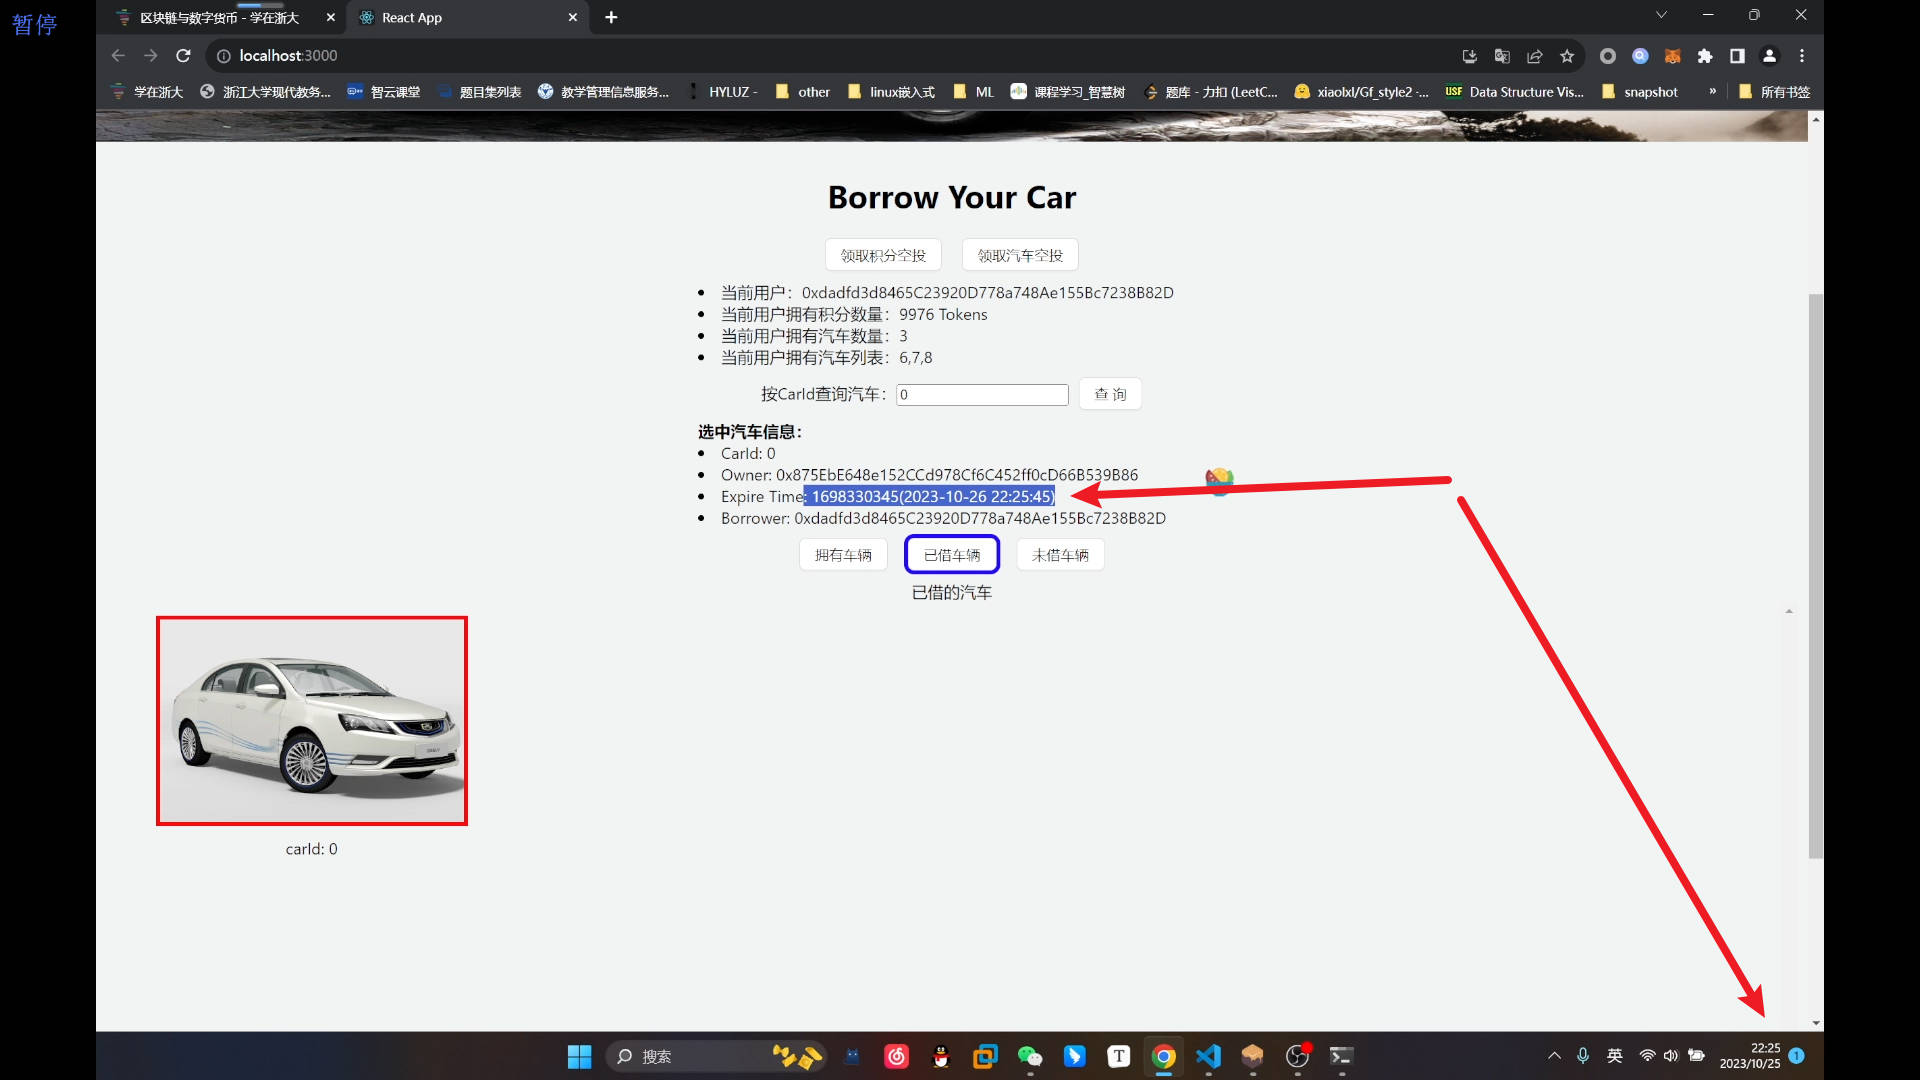 暂停
区块链与数字货币 - 学在浙大
React App
localhost:3000
学在浙大
浙江大学现代教务...
智云课堂
题目集列表
教学管理信息服务...
HYLUZ -
other
linux嵌入式
ML
课程学习_智慧树
题库 - 力扣 (LeetC...
xiaolxl/Gf_style2 -...
USF
Data Structure Vis...
snapshot
»
所有书签
Borrow Your Car
领取积分空投
领取汽车空投
当前用户：0xdadfd3d8465C23920D778a748Ae155Bc7238B82D
当前用户拥有积分数量：9976 Tokens
当前用户拥有汽车数量：3
当前用户拥有汽车列表：6,7,8
按CarId查询汽车：0
查 询
选中汽车信息：
CarId: 0
Owner: 0x875EbE648e152CCd978Cf6C452ff0cD66B539B86
Expire Time: 1698330345(2023-10-26 22:25:45)
Borrower: 0xdadfd3d8465C23920D778a748Ae155Bc7238B82D
拥有车辆
已借车辆
未借车辆
已借的汽车
carId: 0
搜索
T
英
22:25
2023/10/25
1